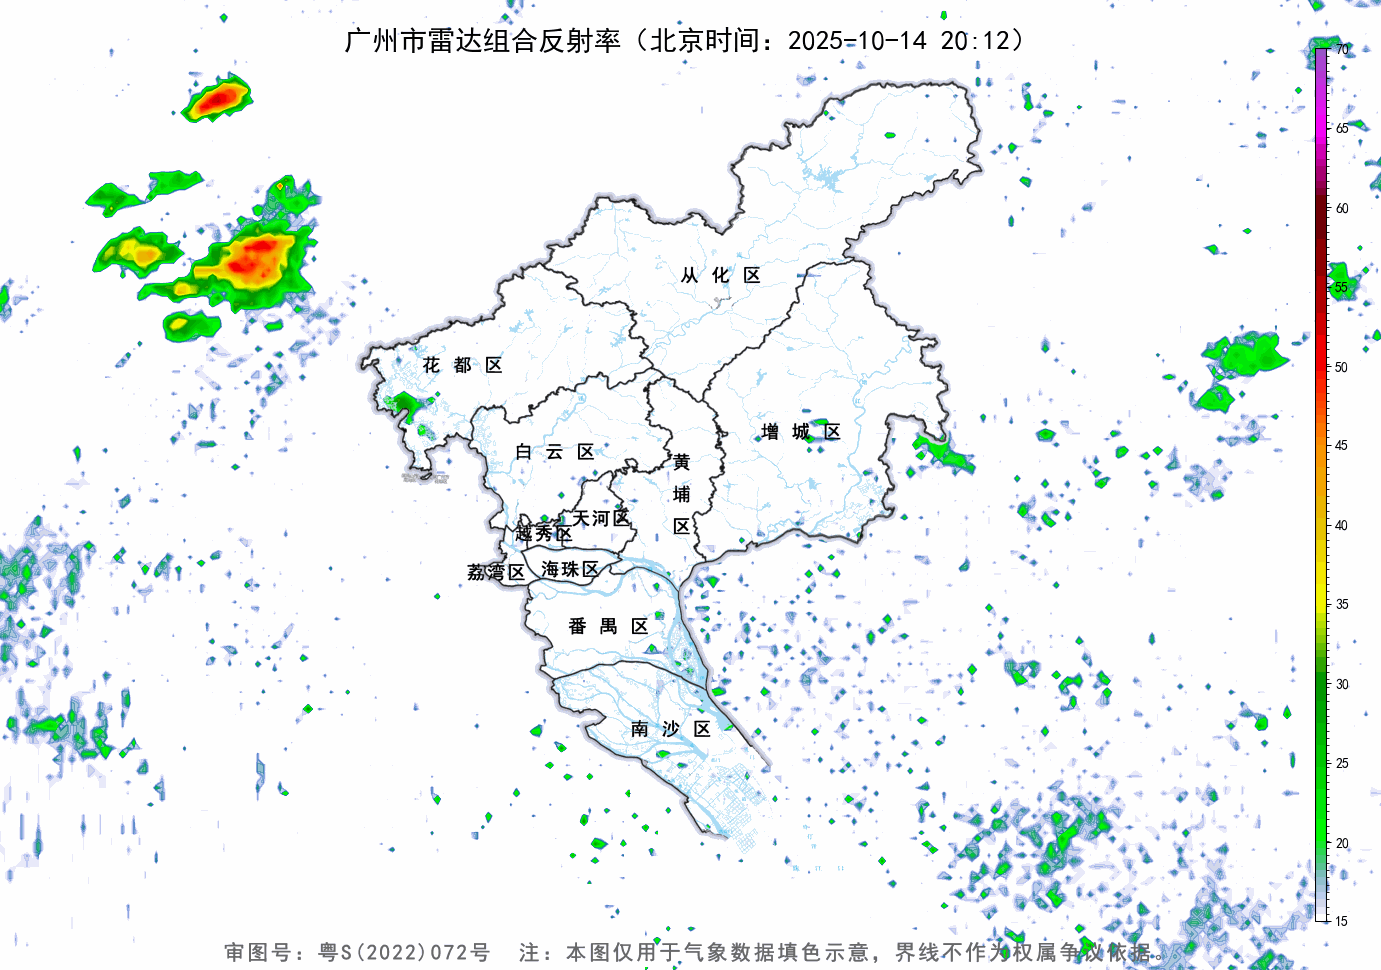 广州市雷达组合反射率（北京时间：2025-10-14 20:12）
70
65
60
55
50
45
40
35
30
25
20
15
从化区
花都区
增城区
白云区
黄埔区
天河区
越秀区
荔湾区
海珠区
番禺区
南沙区
审图号：粤S(2022)072号 注：本图仅用于气象数据填色示意，界线不作为权属争议依据。